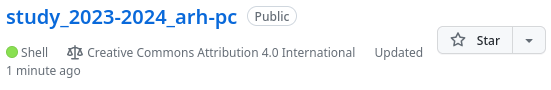 study_2023-2024_arh-pc Public
Shell Creative Commons Attribution 4.0 International Updated
1 minute ago
Star